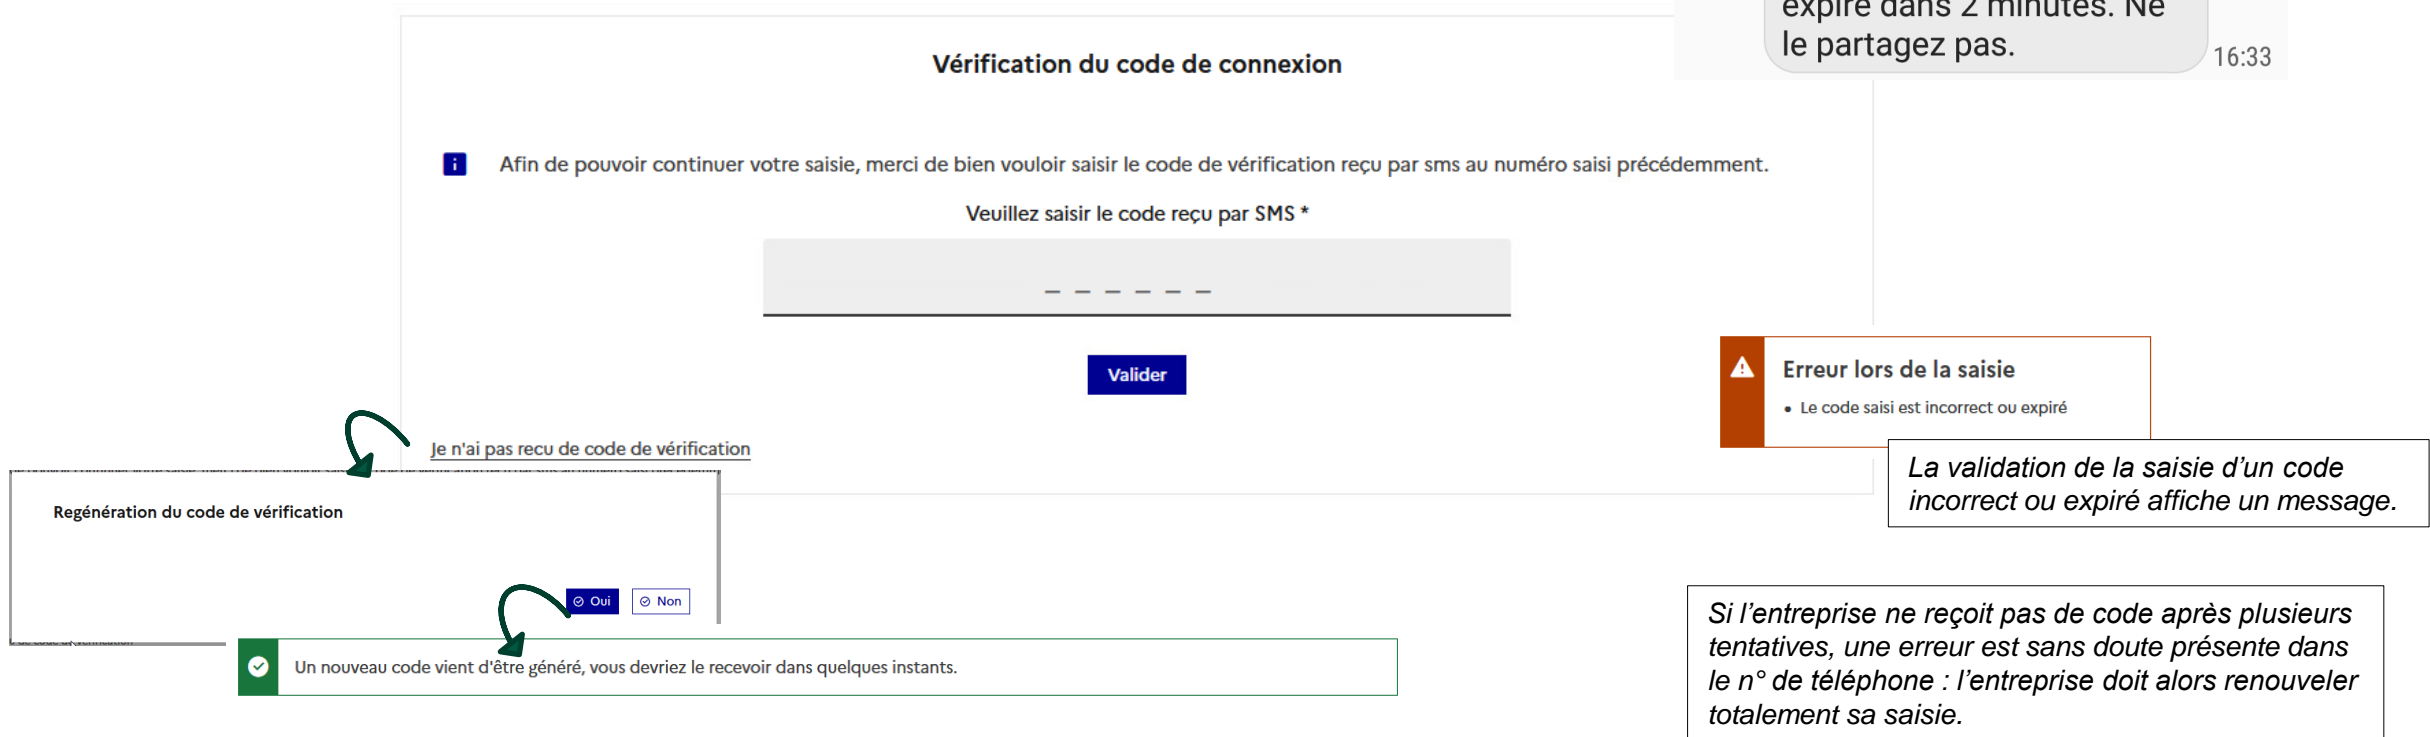 expire dans 2 minutes. Ne
le partagez pas.
16:33
Vérification du code de connexion
Afin de pouvoir continuer votre saisie, merci de bien vouloir saisir le code de vérification reçu par sms au numéro saisi précédemment.
Veuillez saisir le code reçu par SMS *
_ _ _ _ _ _
Valider
Erreur lors de la saisie
• Le code saisi est incorrect ou expiré
Je n'ai pas recu de code de vérification
La validation de la saisie d'un code
incorrect ou expiré affiche un message.
Regénération du code de vérification
Oui
Non
Un nouveau code vient d'être généré, vous devriez le recevoir dans quelques instants.
Si l'entreprise ne reçoit pas de code après plusieurs
tentatives, une erreur est sans doute présente dans
le n° de téléphone : l'entreprise doit alors renouveler
totalement sa saisie.